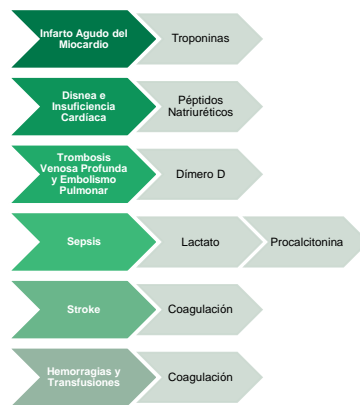 Infarto Agudo del
Miocardio
Troponinas
Disnea e
Insuficiencia
Cardíaca
Péptidos
Natriuréticos
Trombosis
Venosa Profunda
y Embolismo
Pulmonar
Dímero D
Sepsis
Lactato
Procalcitonina
Stroke
Coagulación
Hemorragias y
Transfusiones
Coagulación